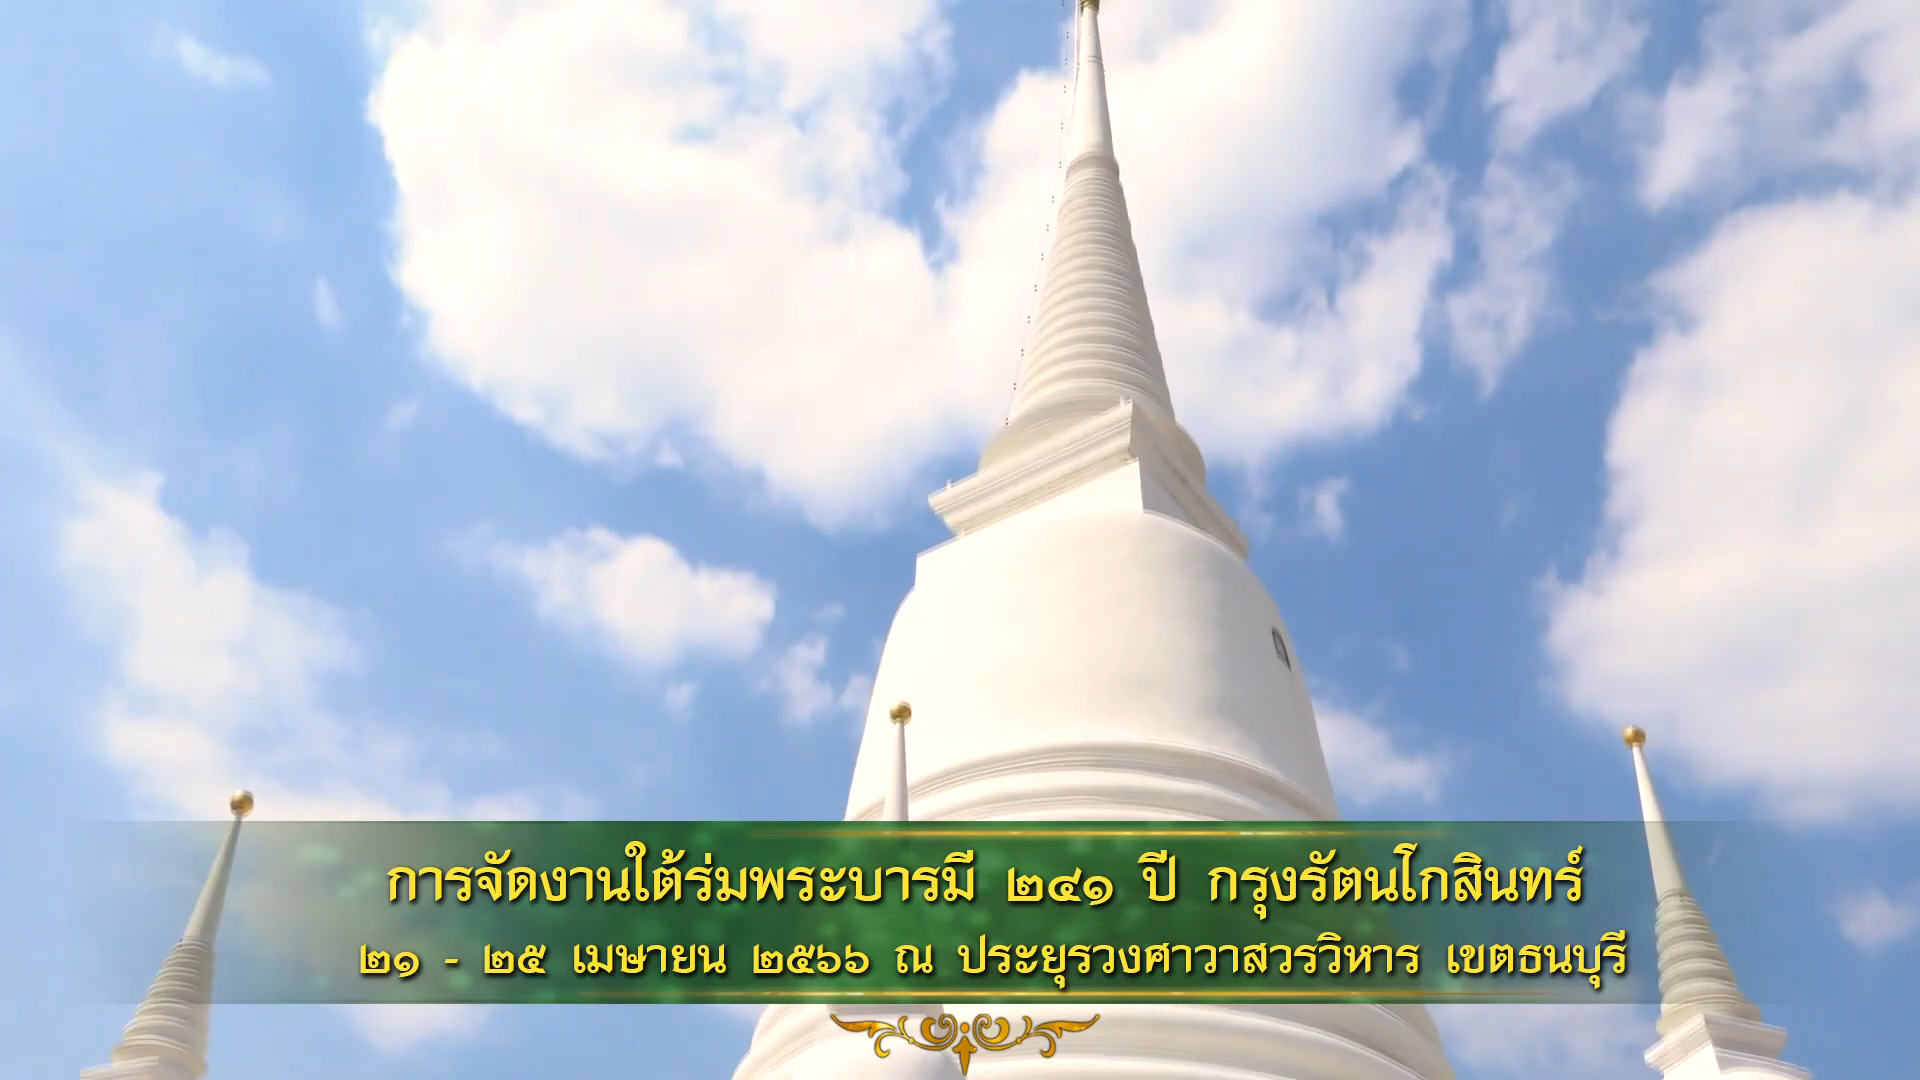 การจัดงานใต้ร่มพระบารมี ๒๔๑ ปี กรุงรัตนโกสินทร์
๒๑ - ๒๕ เมษายน ๒๕๖๖ ณ ประยุรวงศาวาสวรวิหาร เขตธนบุรี